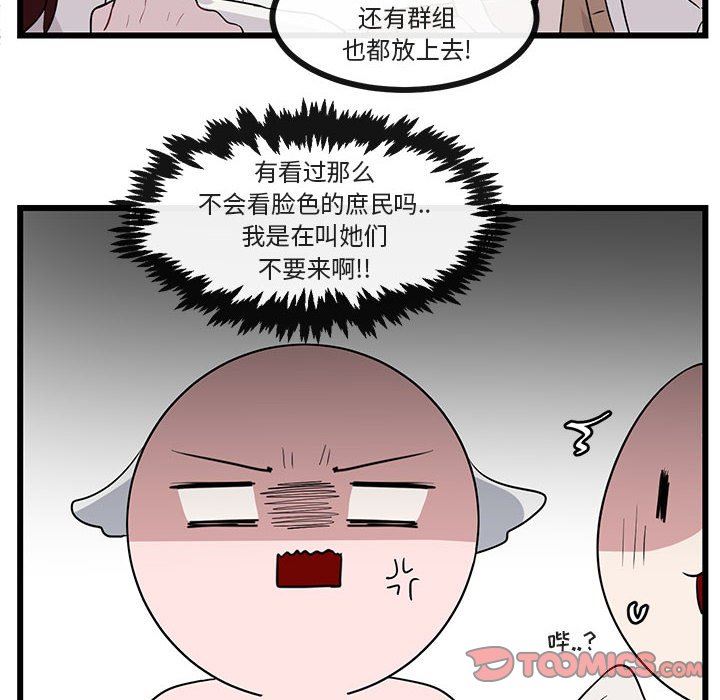 还有群组
也都放上去!
有看过那么
不会看脸色的庶民吗..
我是在叫她们
不要来啊!!
哔..?
TOOMICS.COM